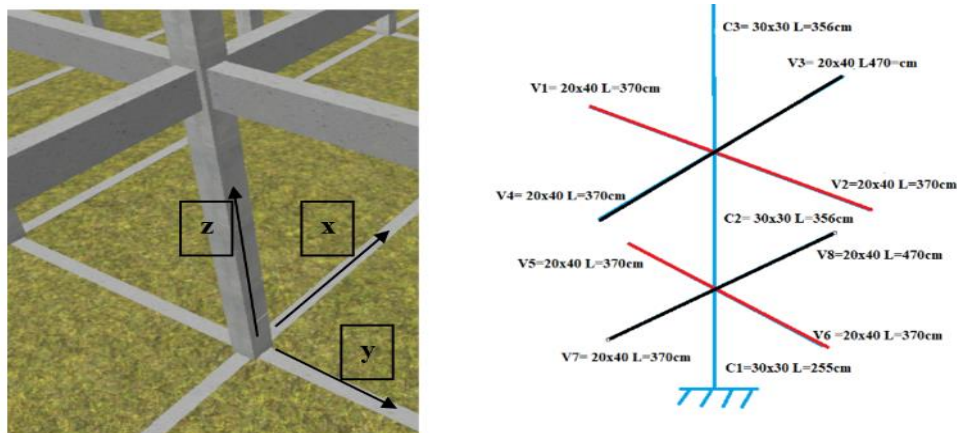 z
x
y
C3= 30x30 L=356cm
V3= 20x40 L470=cm
V1= 20x40 L=370cm
V4= 20x40 L=370cm
V2=20x40 L=370cm
C2= 30x30 L=356cm
V5=20x40 L=370cm
V8=20x40 L=470cm
V6 =20x40 L=370cm
V7= 20x40 L=370cm
C1=30x30 L=255cm